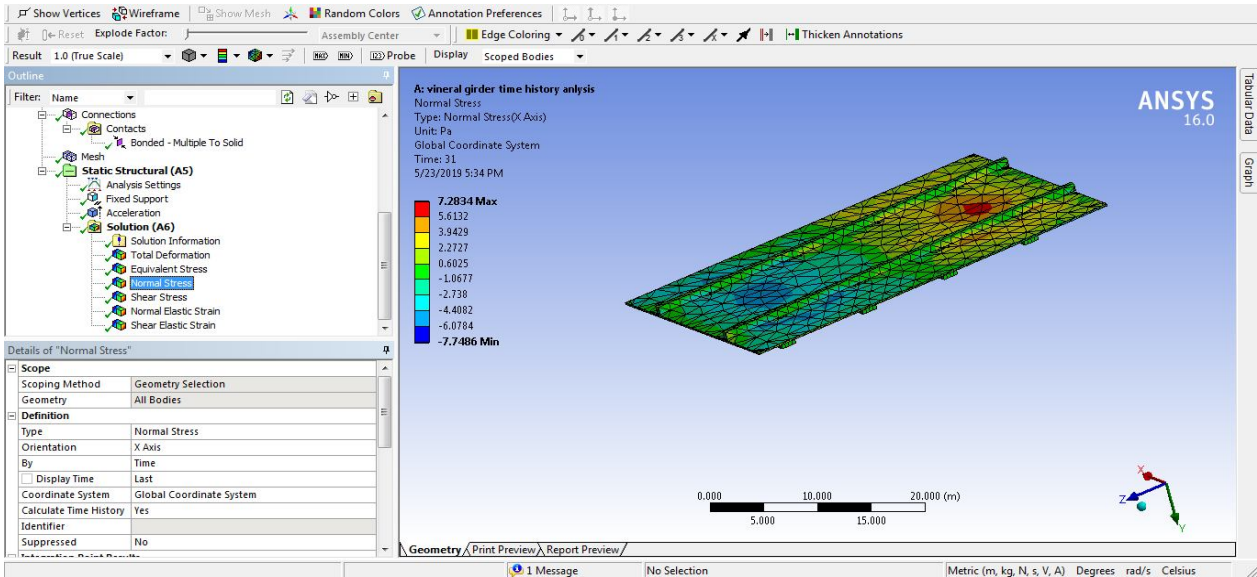 Show Vertices Wireframe Show Mesh Random Colors Annotation Preferences
Reset Explode Factor: Assembly Center Edge Coloring Thicken Annotations
Result 1.0 (True Scale) MAX MIN 123 Probe Display Scoped Bodies
Outline
Filter: Name
Connections
Contacts
Bonded - Multiple To Solid
Mesh
Static Structural (A5)
Analysis Settings
Fixed Support
Acceleration
Solution (A6)
Solution Information
Total Deformation
Equivalent Stress
Normal Stress
Shear Stress
Normal Elastic Strain
Shear Elastic Strain
Details of "Normal Stress"
Scope
Scoping Method Geometry Selection
Geometry All Bodies
Definition
Type Normal Stress
Orientation X Axis
By Time
Display Time Last
Coordinate System Global Coordinate System
Calculate Time History Yes
Identifier
Suppressed No
A: vineral girder time history anlysis
Normal Stress
Type: Normal Stress(X Axis)
Unit: Pa
Global Coordinate System
Time: 31
5/23/2019 5:34 PM
7.2834 Max
5.6132
3.9429
2.2727
0.6025
-1.0677
-2.738
-4.4082
-6.0784
-7.7486 Min
ANSYS
16.0
0.000 10.000 20.000 (m)
5.000 15.000
X
Z
Y
Geometry Print Preview Report Preview
Tabular Data
Graph
1 Message No Selection Metric (m, kg, N, s, V, A) Degrees rad/s Celsius